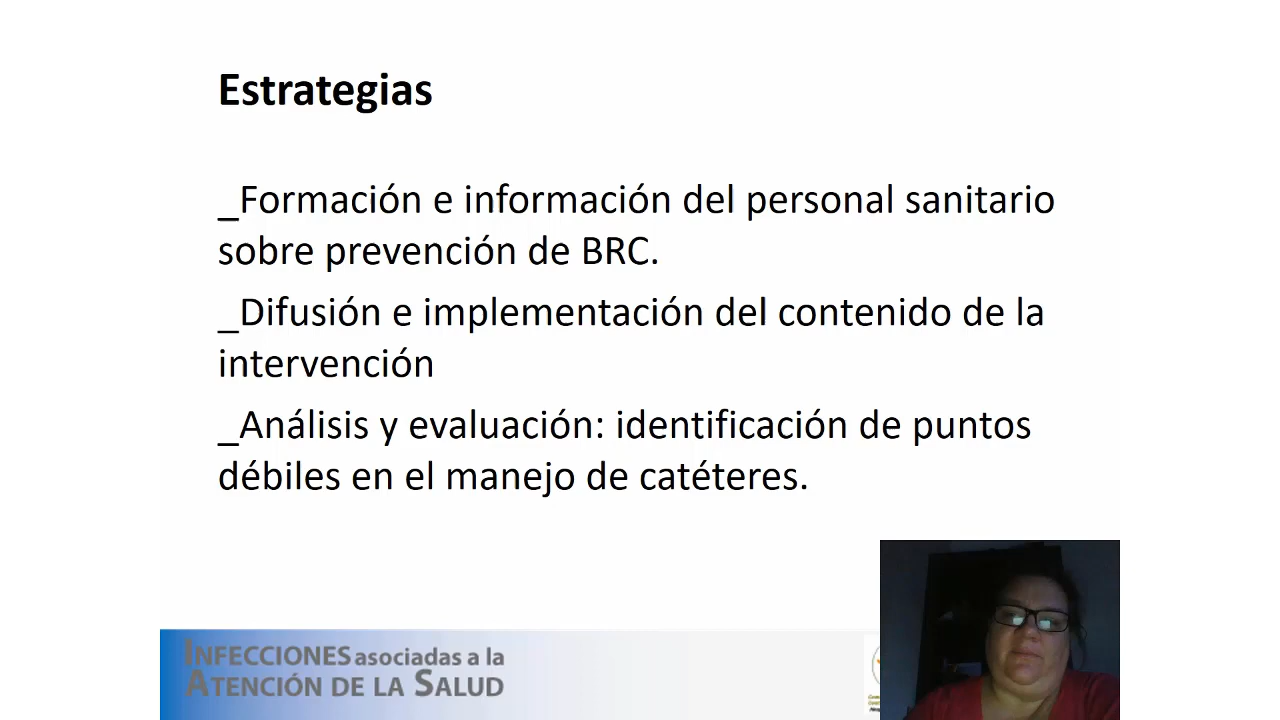 Estrategias
_Formación e información del personal sanitario
sobre prevención de BRC.
_Difusión e implementación del contenido de la
intervención
_Análisis y evaluación: identificación de puntos
débiles en el manejo de catéteres.
INFECCIONES asociadas a la
ATENCIÓN DE LA SALUD